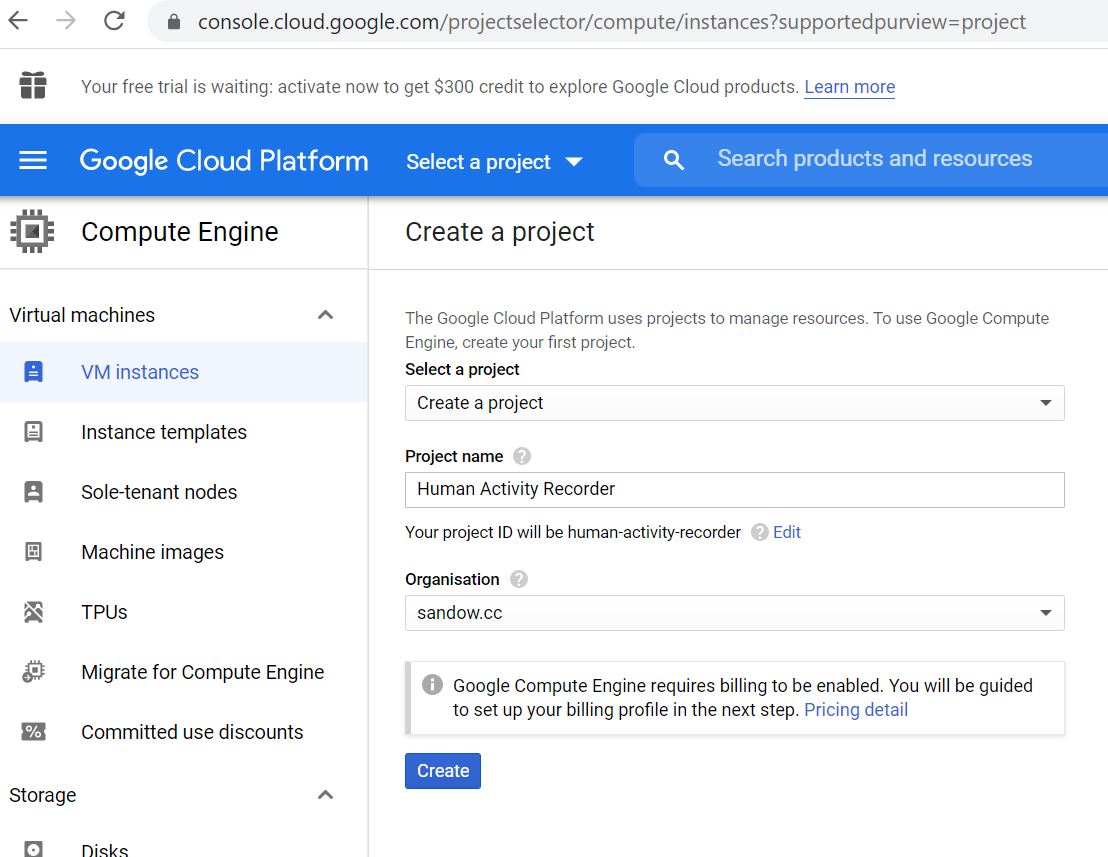 console.cloud.google.com/projectselector/compute/instances?supportedpurview=project
Your free trial is waiting: activate now to get $300 credit to explore Google Cloud products. Learn more
Google Cloud Platform
Select a project
Search products and resources
Compute Engine
Virtual machines
VM instances
Instance templates
Sole-tenant nodes
Machine images
TPUs
Migrate for Compute Engine
Committed use discounts
Storage
Disks
Create a project
The Google Cloud Platform uses projects to manage resources. To use Google Compute
Engine, create your first project.
Select a project
Create a project
Project name ?
Human Activity Recorder
Your project ID will be human-activity-recorder ? Edit
Organisation ?
sandow.cc
Google Compute Engine requires billing to be enabled. You will be guided
to set up your billing profile in the next step. Pricing detail
Create